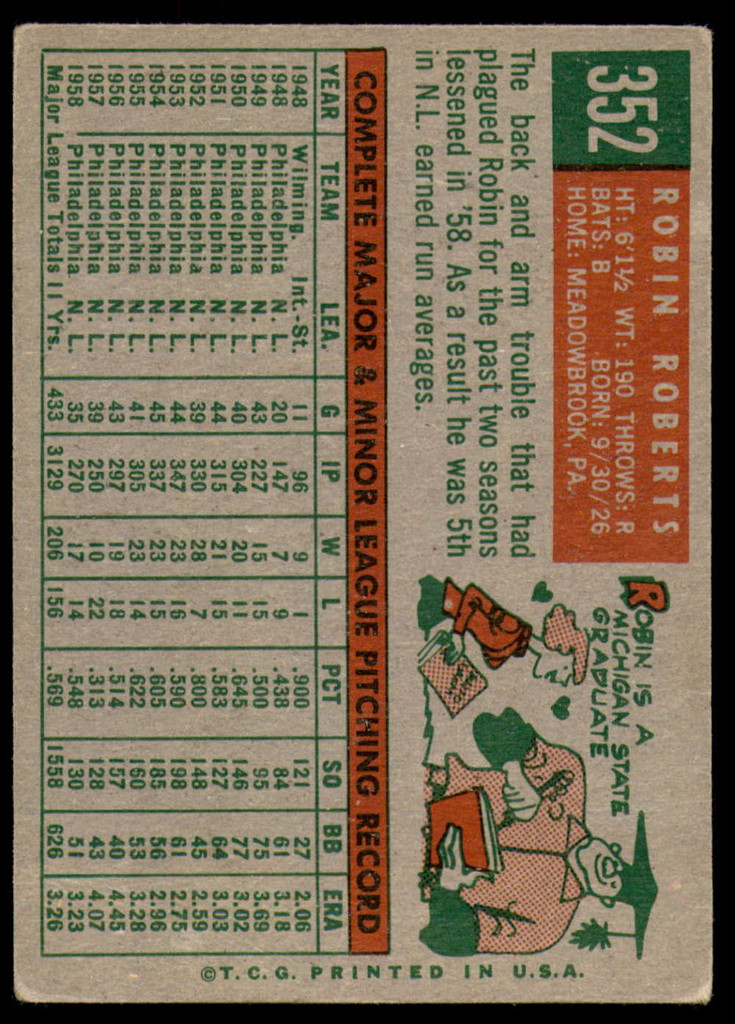 352
ROBIN ROBERTS
HT: 6'1½ WT: 190 THROWS: R
BATS: B BORN: 9/30/26
HOME: MEADOWBROOK, PA.
The back and arm trouble that had
plagued Robin for the past two seasons
lessened in '58. As a result he was 5th
in N.L. earned run averages.
ROBIN IS A
MICHIGAN STATE
GRADUATE
COMPLETE MAJOR & MINOR LEAGUE PITCHING RECORD
YEAR TEAM LEA. G IP W L PCT SO BB ERA
1948 Wilming. Int.-St. 11 96 9 1 .900 121 27 2.06
1948 Philadelphia N. L. 20 147 7 9 .438 84 61 3.18
1949 Philadelphia N. L. 43 227 15 15 .500 95 75 3.69
1950 Philadelphia N. L. 40 304 20 11 .645 146 77 3.02
1951 Philadelphia N. L. 44 315 21 15 .583 127 64 3.03
1952 Philadelphia N. L. 39 330 28 7 .800 148 45 2.59
1953 Philadelphia N. L. 44 347 23 16 .590 198 61 2.75
1954 Philadelphia N. L. 45 337 23 15 .605 185 56 2.96
1955 Philadelphia N. L. 41 305 23 14 .622 160 53 3.28
1956 Philadelphia N. L. 43 297 19 18 .514 157 40 4.45
1957 Philadelphia N. L. 39 250 10 22 .313 128 43 4.07
1958 Philadelphia N. L. 35 270 17 14 .548 130 51 3.23
Major League Totals 11 Yrs. 433 3129 206 156 .569 1558 626 3.26
©T.C.G. PRINTED IN U.S.A.